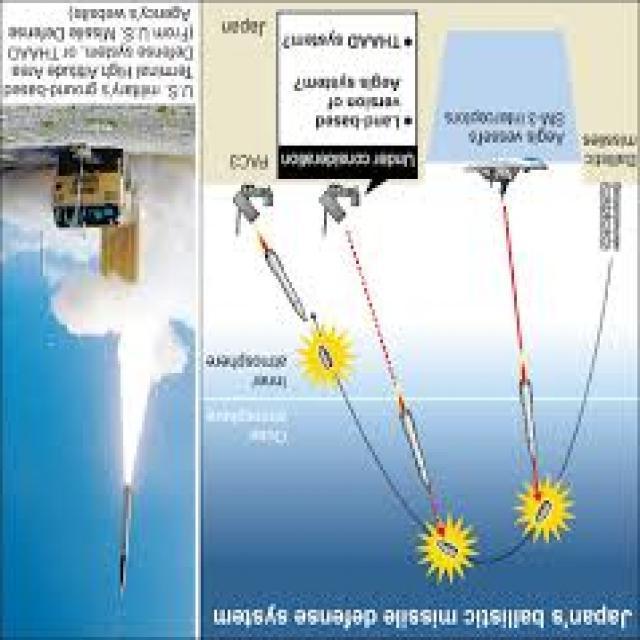 Japan's ballistic missile defense system
Outer
atmosphere
Inner
atmosphere
Ballistic
missiles
Aegis vessel's
SM-3 interceptors
Under consideration
• Land-based
version of
Aegis system?
• THAAD system?
PAC3
Japan
U.S. military's ground-based
Terminal High Altitude Area
Defense system, or THAAD
(From U.S. Missile Defense
Agency's website)